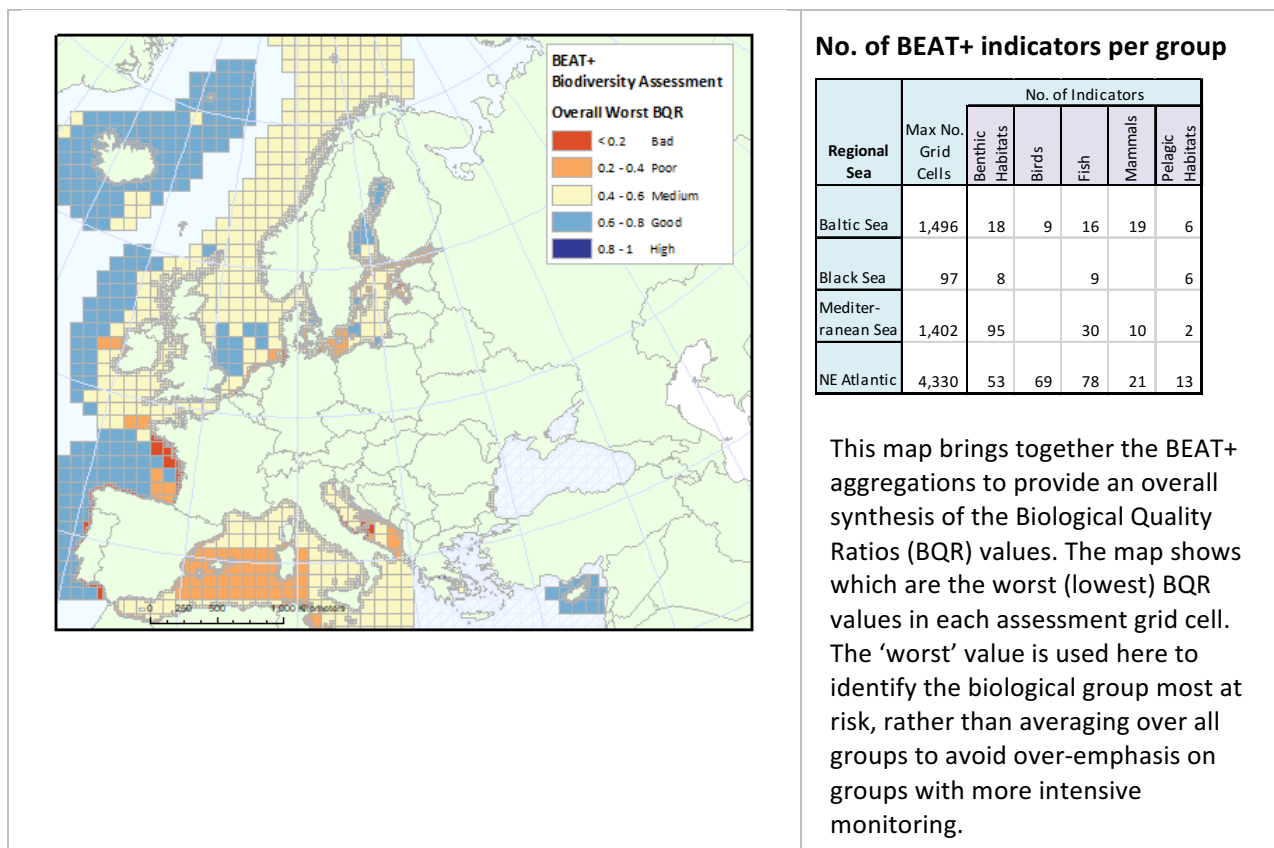 BEAT+
Biodiversity Assessment
Overall Worst BQR
< 0.2 Bad
0.2 - 0.4 Poor
0.4 - 0.6 Medium
0.6 - 0.8 Good
0.8 - 1 High
0 250 500 1,000 Kilometers
No. of BEAT+ indicators per group
Regional Sea Max No. Grid Cells No. of Indicators
Benthic Habitats Birds Fish Mammals Pelagic Habitats
Baltic Sea 1,496 18 9 16 19 6
Black Sea 97 8 9 6
Mediter-
ranean Sea 1,402 95 30 10 2
NE Atlantic 4,330 53 69 78 21 13
This map brings together the BEAT+
aggregations to provide an overall
synthesis of the Biological Quality
Ratios (BQR) values. The map shows
which are the worst (lowest) BQR
values in each assessment grid cell.
The ‘worst’ value is used here to
identify the biological group most at
risk, rather than averaging over all
groups to avoid over-emphasis on
groups with more intensive
monitoring.